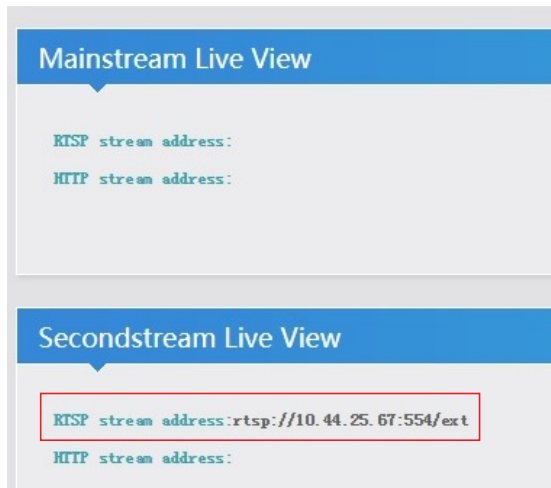 Mainstream Live View
RTSP stream address:
HTTP stream address:
Secondstream Live View
RTSP stream address:rtsp://10.44.25.67:554/ext
HTTP stream address: